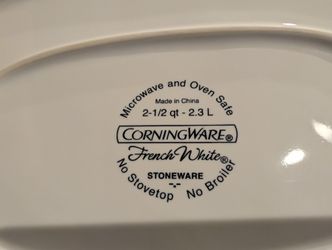 Microwave and Oven Safe
Made in China
2-1/2 qt - 2.3 L
CORNINGWARE®
French White®
STONEWARE
No Stovetop No Broiler